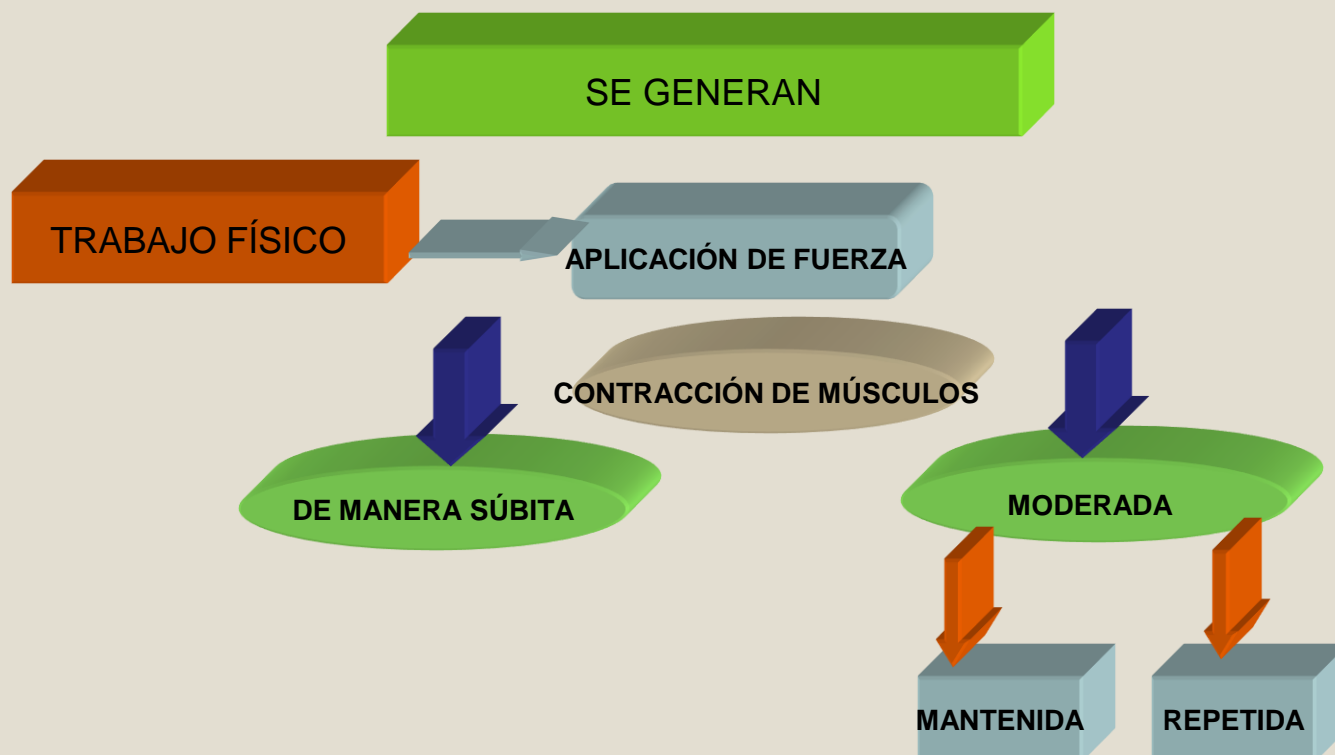 SE GENERAN
TRABAJO FÍSICO
APLICACIÓN DE FUERZA
CONTRACCIÓN DE MÚSCULOS
DE MANERA SÚBITA
MODERADA
MANTENIDA
REPETIDA